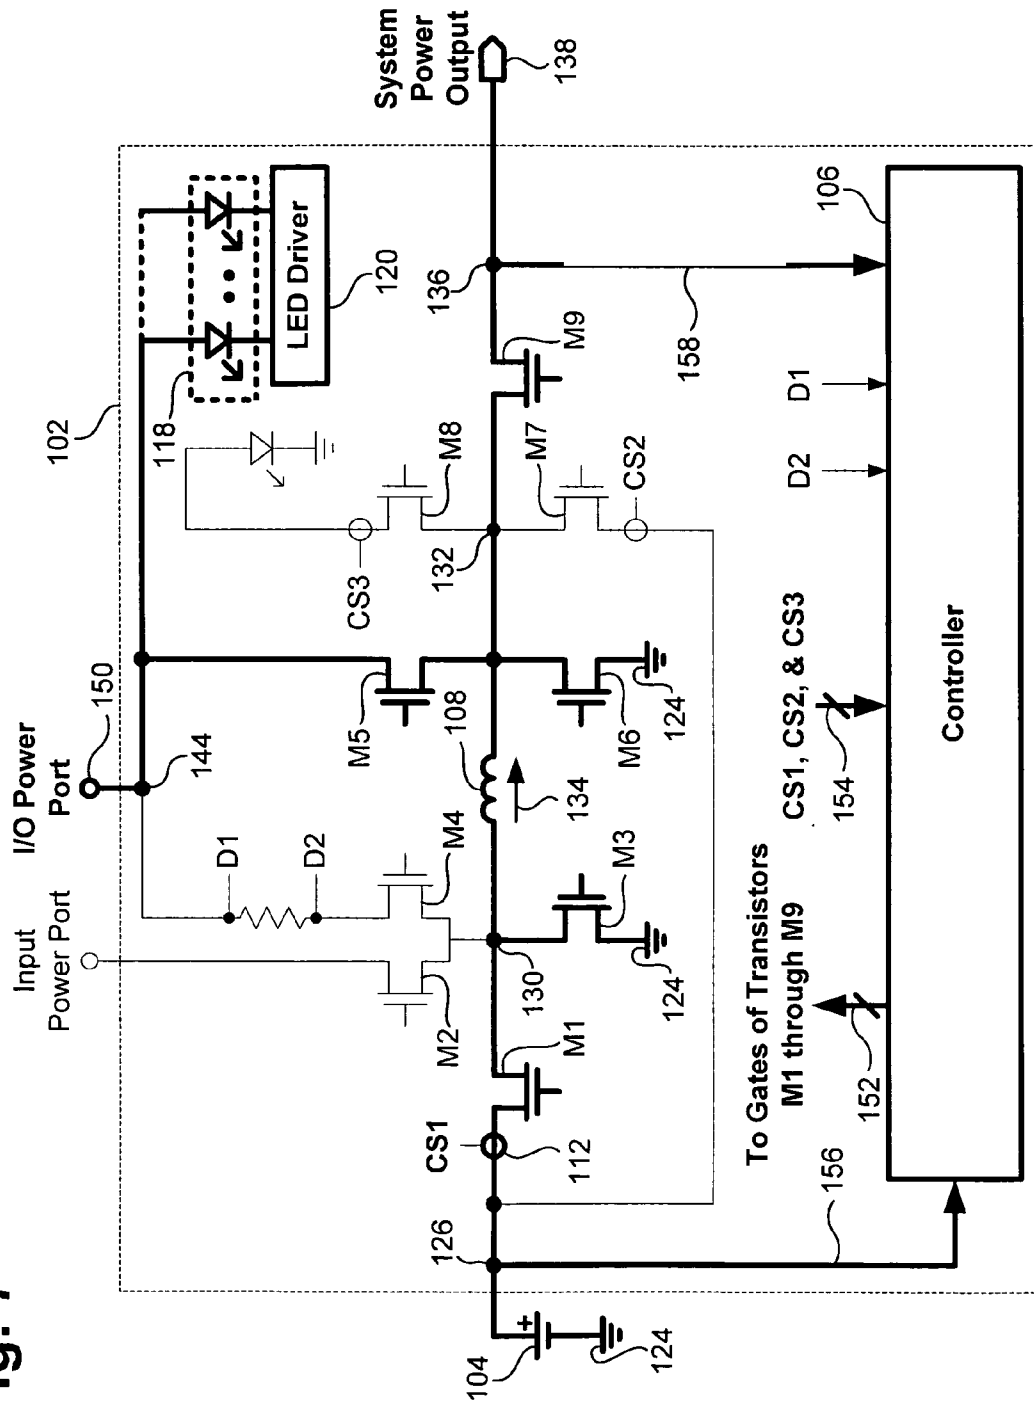 I/O Power
Port
150
Input
Power Port
144
102
118
LED Driver
120
System
Power
Output
138
D1
D2
M4
M2
M5
108
CS3
M8
132
M7
CS2
M9
136
CS1
112
M1
130
M3
134
M6
124
124
126
104
+
124
156
To Gates of Transistors
M1 through M9
152
CS1, CS2, & CS3
154
D2
D1
158
106
Controller